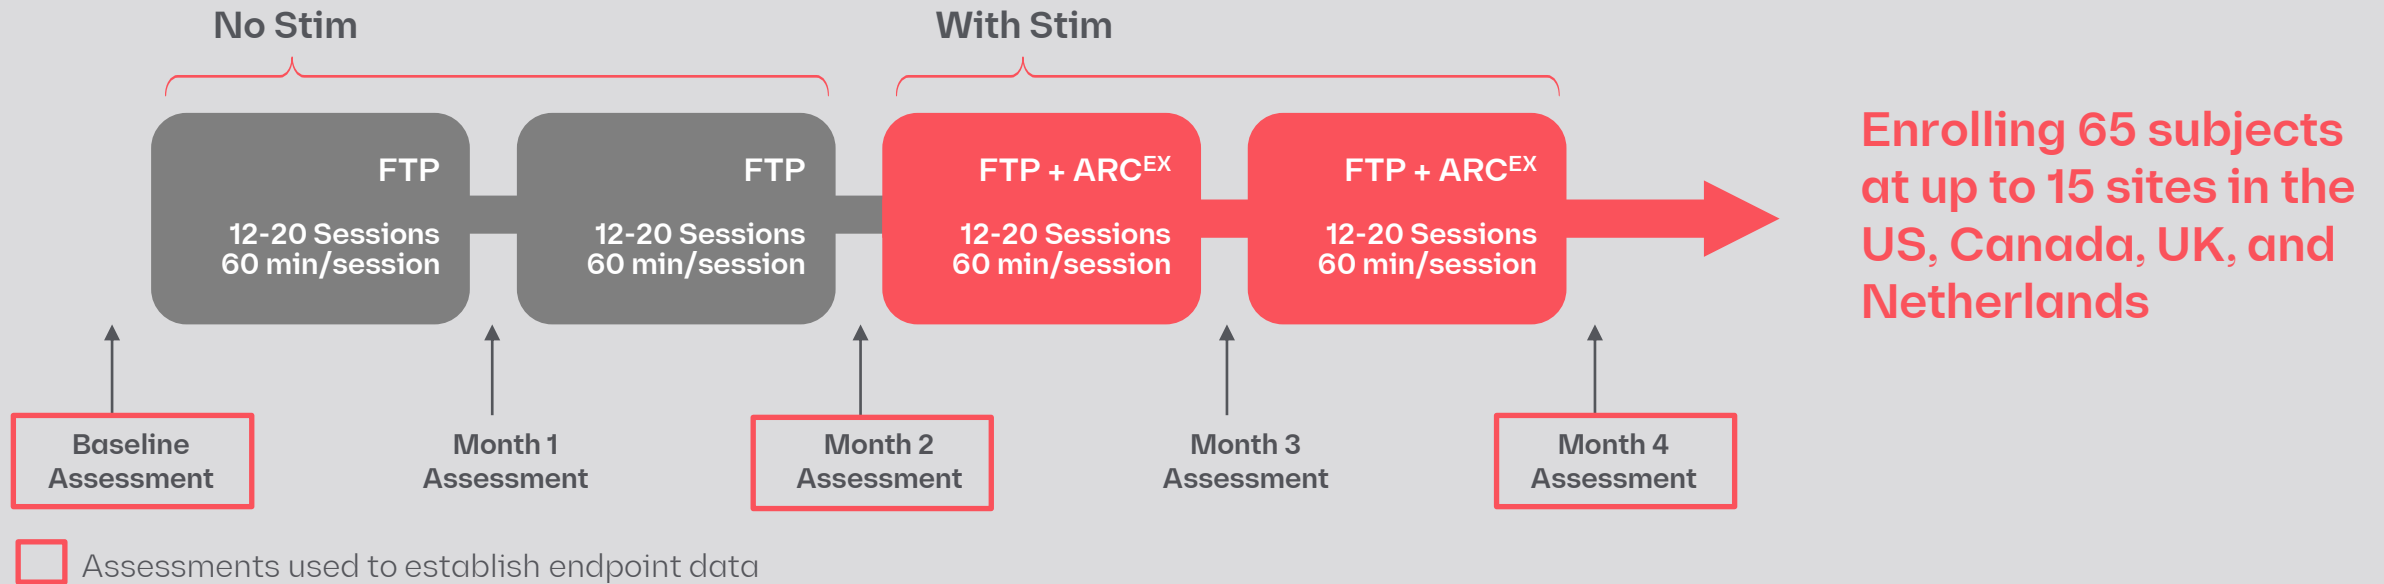 No Stim
With Stim
FTP
12-20 Sessions
60 min/session
FTP
12-20 Sessions
60 min/session
FTP + ARCEX
12-20 Sessions
60 min/session
FTP + ARCEX
12-20 Sessions
60 min/session
Enrolling 65 subjects
at up to 15 sites in the
US, Canada, UK, and
Netherlands
Baseline
Assessment
Month 1
Assessment
Month 2
Assessment
Month 3
Assessment
Month 4
Assessment
Assessments used to establish endpoint data